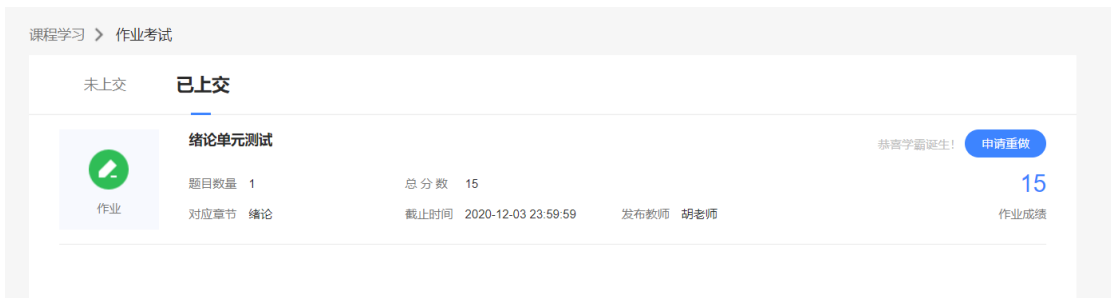 课程学习 > 作业考试
未上交 已上交
绪论单元测试
恭喜学霸诞生! 申请重做
题目数量 1 总分数 15
15
作业
对应章节 绪论 截止时间 2020-12-03 23:59:59 发布教师 胡老师
作业成绩